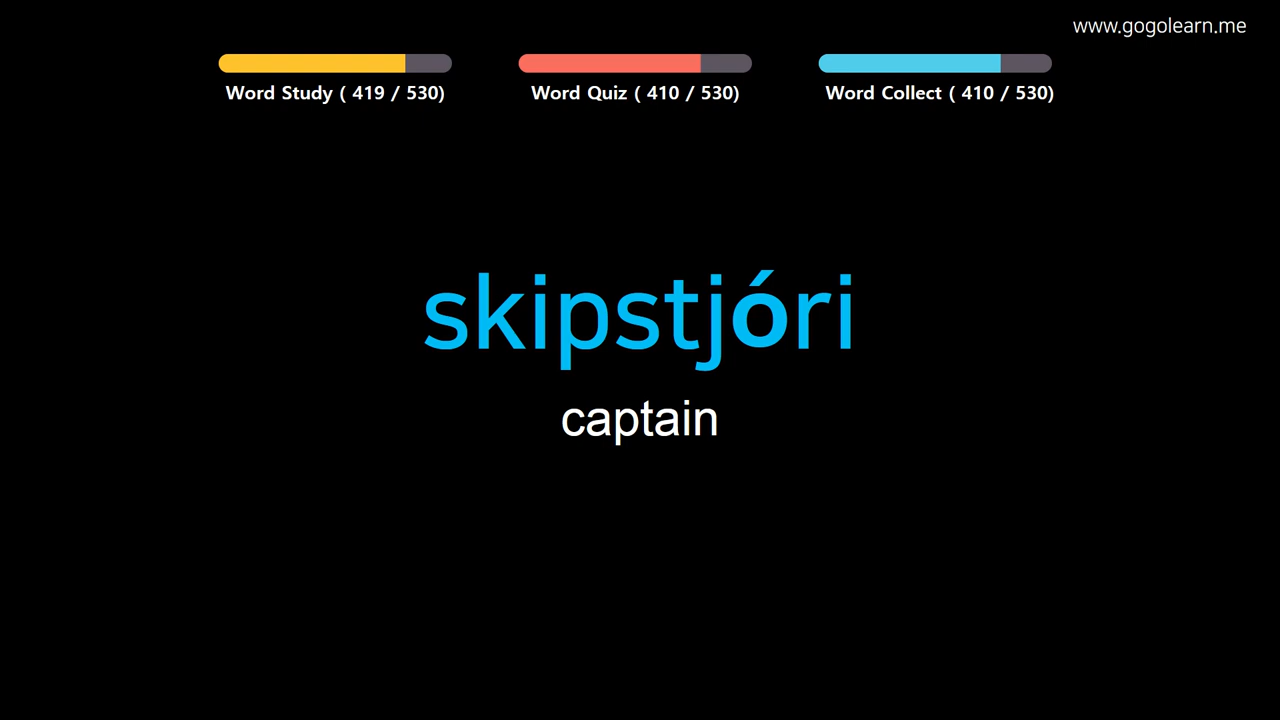 www.gogolearn.me
Word Study ( 419 / 530)
Word Quiz ( 410 / 530)
Word Collect ( 410 / 530)
skipstjóri
captain